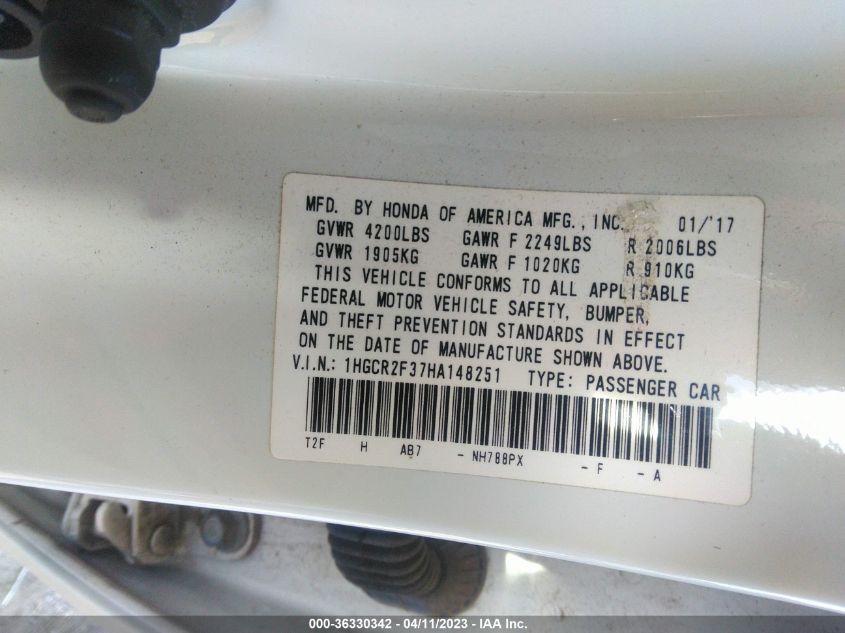 MFD. BY HONDA OF AMERICA MFG., INC. 01/'17
GVWR 4200LBS GAWR F 2249LBS R 2006LBS
GVWR 1905KG GAWR F 1020KG R 910KG
THIS VEHICLE CONFORMS TO ALL APPLICABLE
FEDERAL MOTOR VEHICLE SAFETY, BUMPER,
AND THEFT PREVENTION STANDARDS IN EFFECT
ON THE DATE OF MANUFACTURE SHOWN ABOVE.
V.I.N.: 1HGCR2F37HA148251 TYPE: PASSENGER CAR
T2F H AB7 - NH788PX - F - A
000-36330342 - 04/11/2023 - IAA Inc.